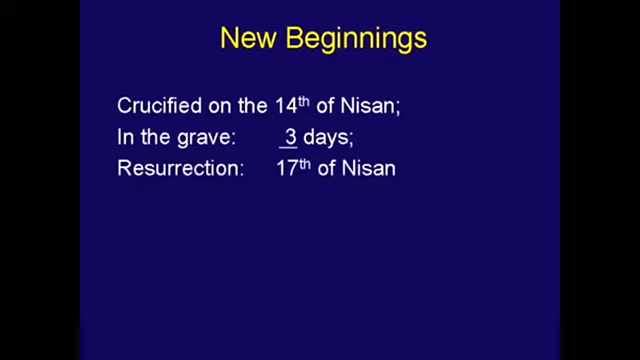 New Beginnings
Crucified on the 14th of Nisan;
In the grave: 3 days;
Resurrection: 17th of Nisan